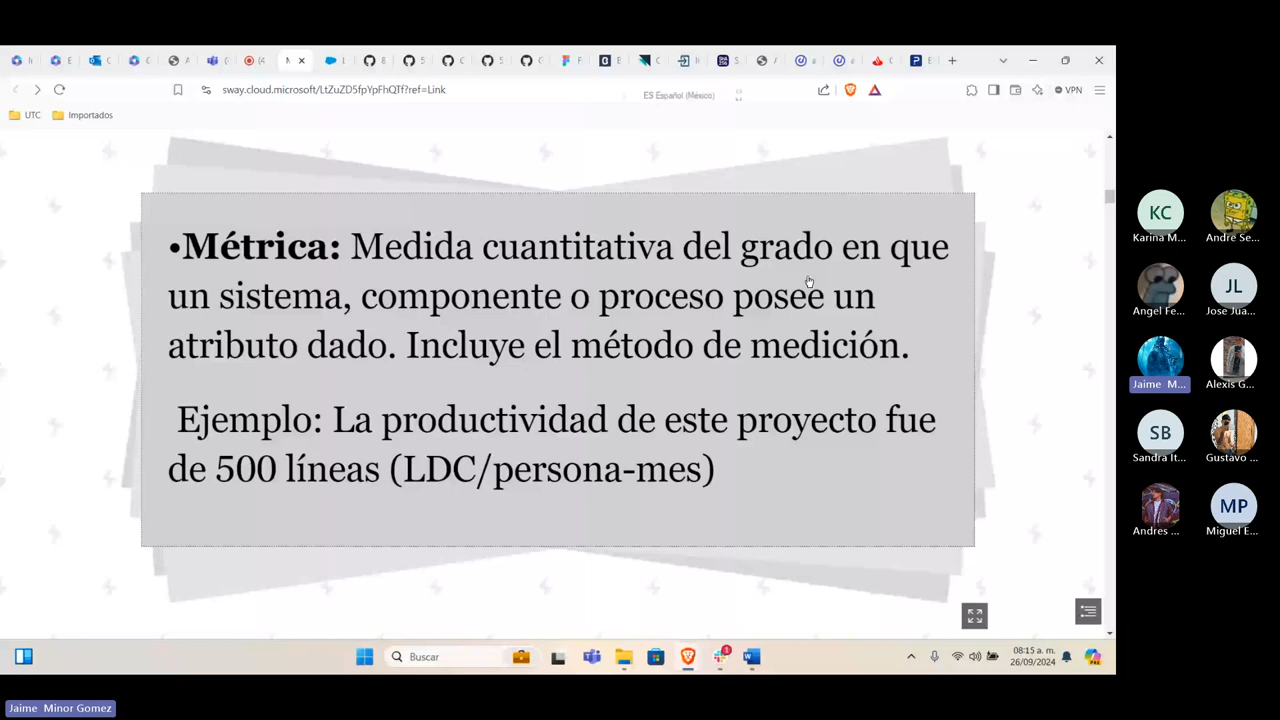 sway.cloud.microsoft/LtZuZD5fpYpFhQTf?ref=Link
ES Español (México)
VPN
UTC
Importados
•Métrica: Medida cuantitativa del grado en que
un sistema, componente o proceso posee un
atributo dado. Incluye el método de medición.
Ejemplo: La productividad de este proyecto fue
de 500 líneas (LDC/persona-mes)
KC
Karina M...
Andre Se...
Angel Fe...
JL
Jose Jua...
Jaime M...
Alexis G...
SB
Sandra It...
Gustavo ...
Andres ...
MP
Miguel E...
Buscar
08:15 a. m.
26/09/2024
Jaime Minor Gomez